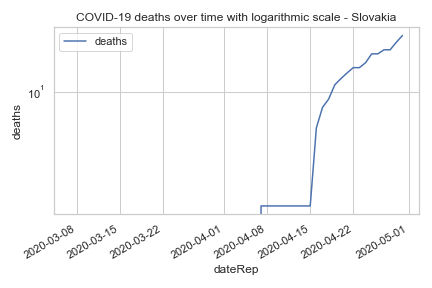 COVID-19 deaths over time with logarithmic scale - Slovakia
deaths
10¹
deaths
2020-03-08
2020-03-15
2020-03-22
2020-04-01
2020-04-08
2020-04-15
2020-04-22
2020-05-01
dateRep